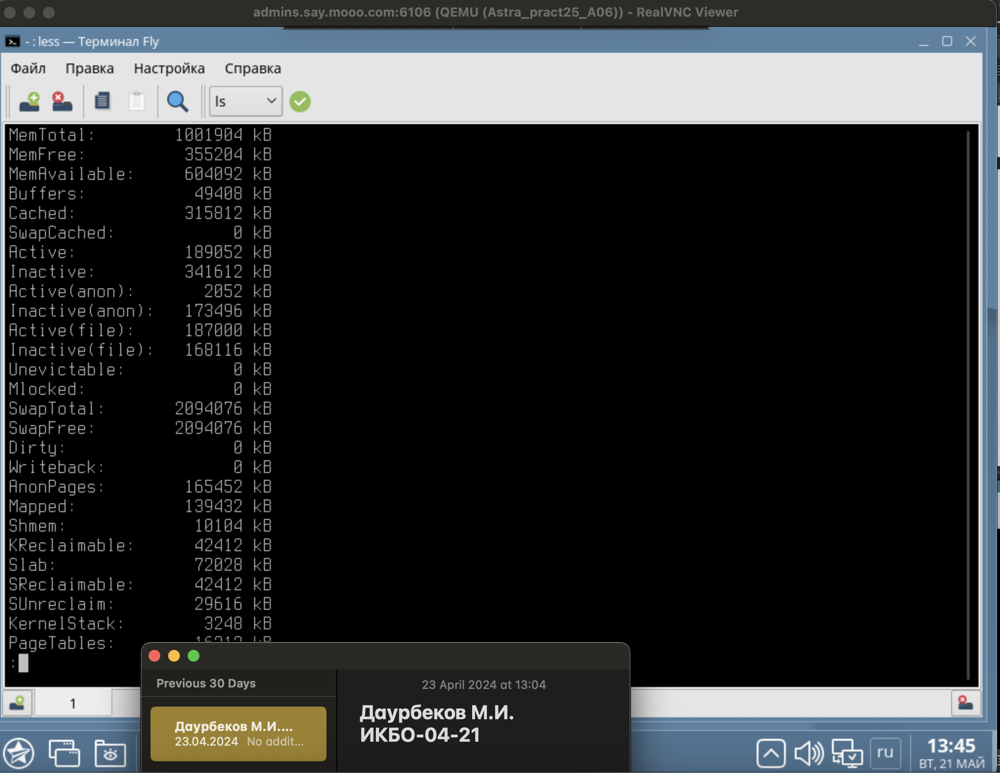 admins.say.mooo.com:6106 (QEMU (Astra_pract25_A06)) - RealVNC Viewer
- : less — Терминал Fly
Файл Правка Настройка Справка
ls
MemTotal: 1001904 kB
MemFree: 355204 kB
MemAvailable: 604092 kB
Buffers: 49408 kB
Cached: 315812 kB
SwapCached: 0 kB
Active: 189052 kB
Inactive: 341612 kB
Active(anon): 2052 kB
Inactive(anon): 173496 kB
Active(file): 187000 kB
Inactive(file): 168116 kB
Unevictable: 0 kB
Mlocked: 0 kB
SwapTotal: 2094076 kB
SwapFree: 2094076 kB
Dirty: 0 kB
Writeback: 0 kB
AnonPages: 165452 kB
Mapped: 139432 kB
Shmem: 10104 kB
KReclaimable: 42412 kB
Slab: 72028 kB
SReclaimable: 42412 kB
SUnreclaim: 29616 kB
KernelStack: 3248 kB
PageTables:
:
1
Previous 30 Days
Даурбеков М.И....
23.04.2024 No addit...
23 April 2024 at 13:04
Даурбеков М.И.
ИКБО-04-21
ru
13:45
ВТ, 21 МАЙ